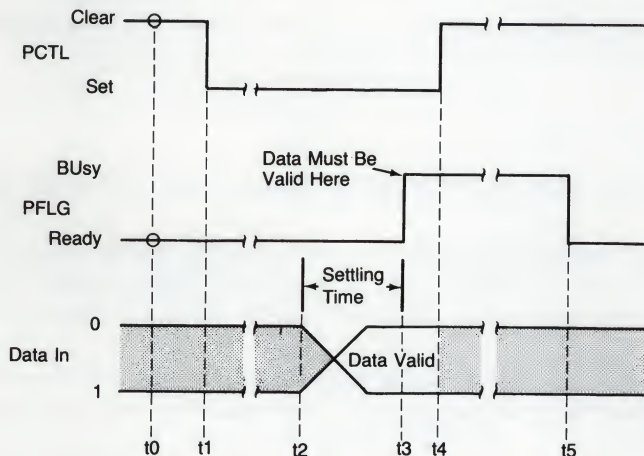 Clear
PCTL
Set
BUsy
Data Must Be
Valid Here
PFLG
Ready
Settling
Time
0
Data In
Data Valid
1
t0 t1 t2 t3 t4 t5